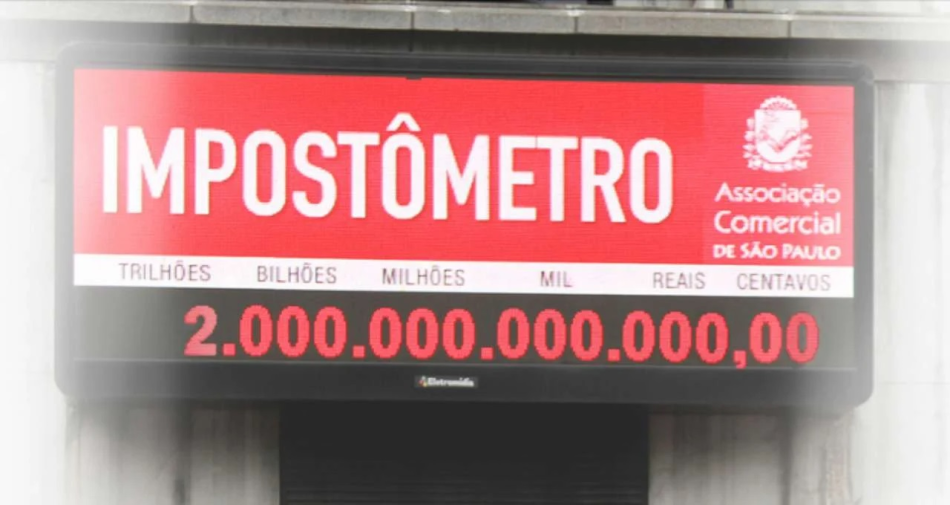 IMPOSTÔMETRO
Associação
Comercial
DE SÃO PAULO
TRILHÕES BILHÕES MILHÕES MIL REAIS CENTAVOS
2.000.000.000.000,00
Eletromidia